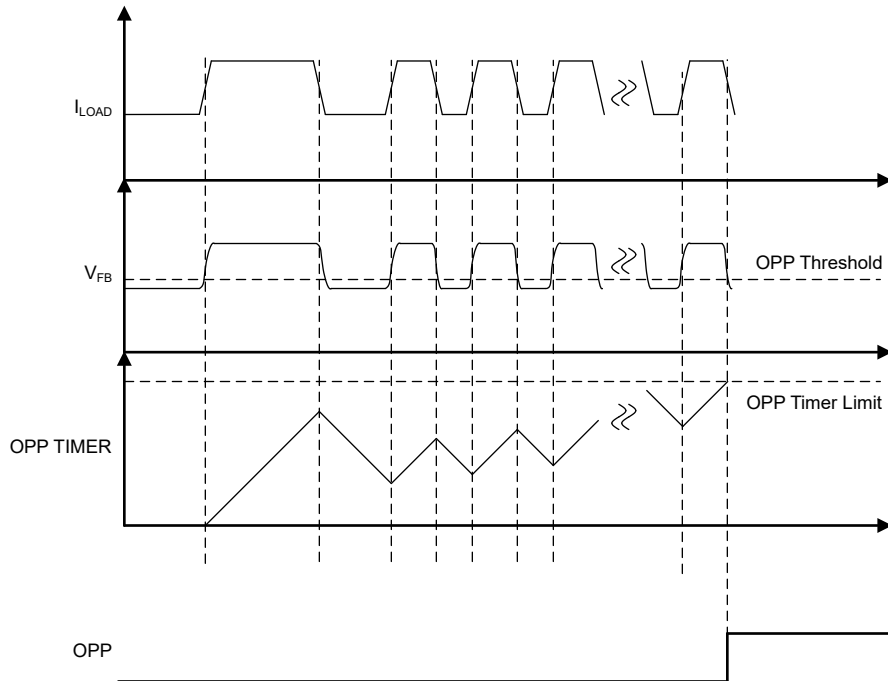 I_LOAD
V_FB
OPP Threshold
OPP Timer Limit
OPP TIMER
OPP